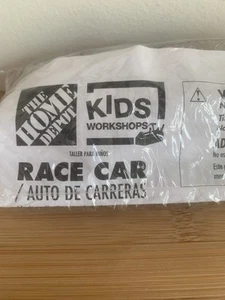 THE
HOME
DEPOT
KIDS
WORKSHOPS
TALLER PARA NIÑOS
RACE CAR
/ AUTO DE CARRERAS